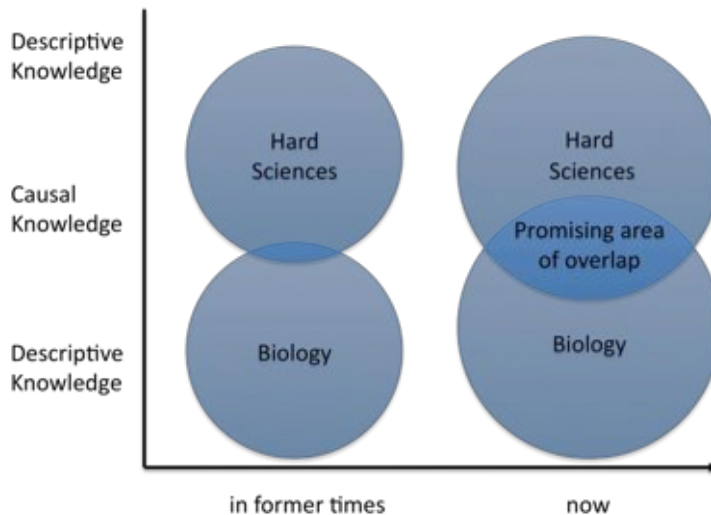 Descriptive
Knowledge
Causal
Knowledge
Descriptive
Knowledge
Hard
Sciences
Biology
Hard
Sciences
Promising area
of overlap
Biology
in former times
now